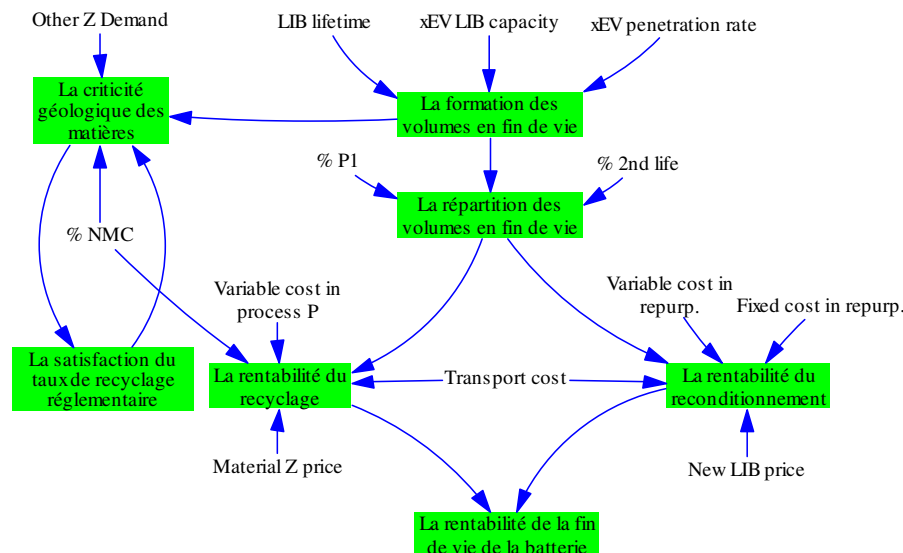 Other Z Demand
LIB lifetime
xEV LIB capacity
xEV penetration rate
La criticité
géologique des
matières
La formation des
volumes en fin de vie
% P1
% 2nd life
La répartition des
volumes en fin de vie
% NMC
Variable cost in
process P
Variable cost in
repurp.
Fixed cost in repurp.
La satisfaction du
taux de recyclage
réglementaire
La rentabilité du
recyclage
Transport cost
La rentabilité du
reconditionnement
Material Z price
New LIB price
La rentabilité de la fin
de vie de la batterie